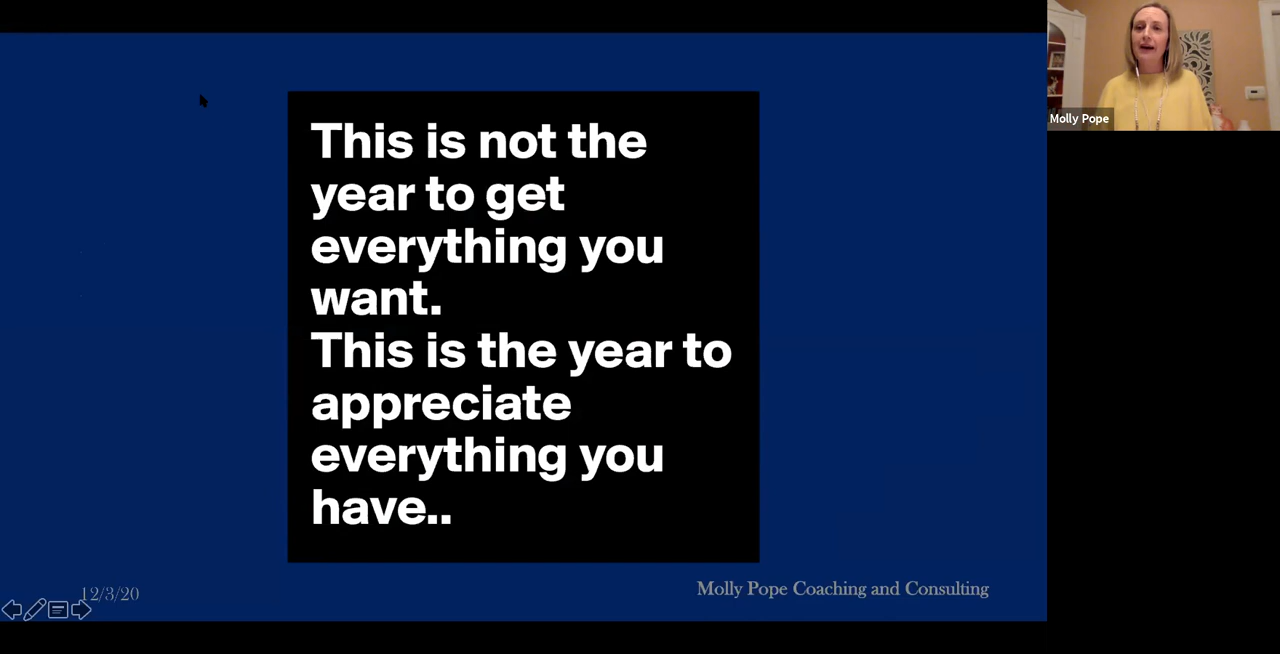 This is not the
year to get
everything you
want.
This is the year to
appreciate
everything you
have..
12/3/20
Molly Pope Coaching and Consulting
Molly Pope